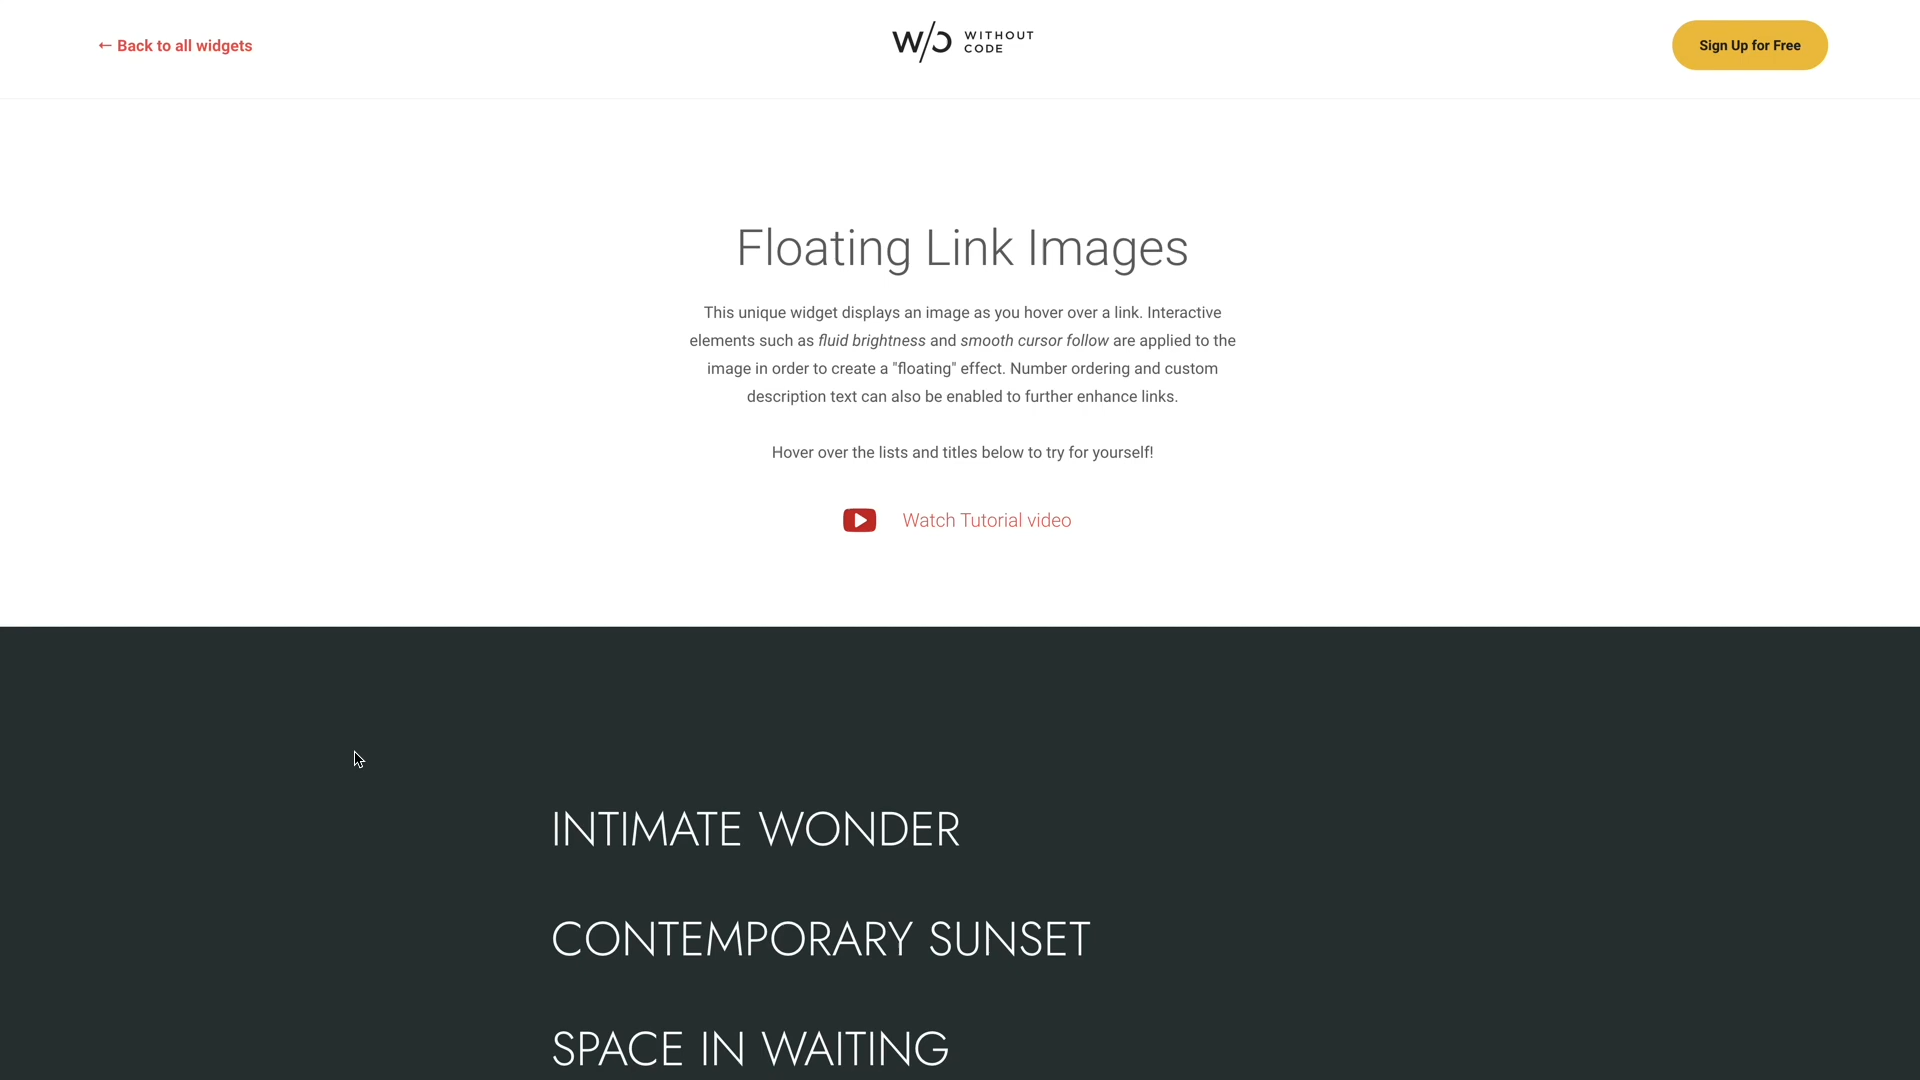 ← Back to all widgets
W/O WITHOUT
CODE
Sign Up for Free
Floating Link Images
This unique widget displays an image as you hover over a link. Interactive
elements such as fluid brightness and smooth cursor follow are applied to the
image in order to create a "floating" effect. Number ordering and custom
description text can also be enabled to further enhance links.
Hover over the lists and titles below to try for yourself!
Watch Tutorial video
INTIMATE WONDER
CONTEMPORARY SUNSET
SPACE IN WAITING